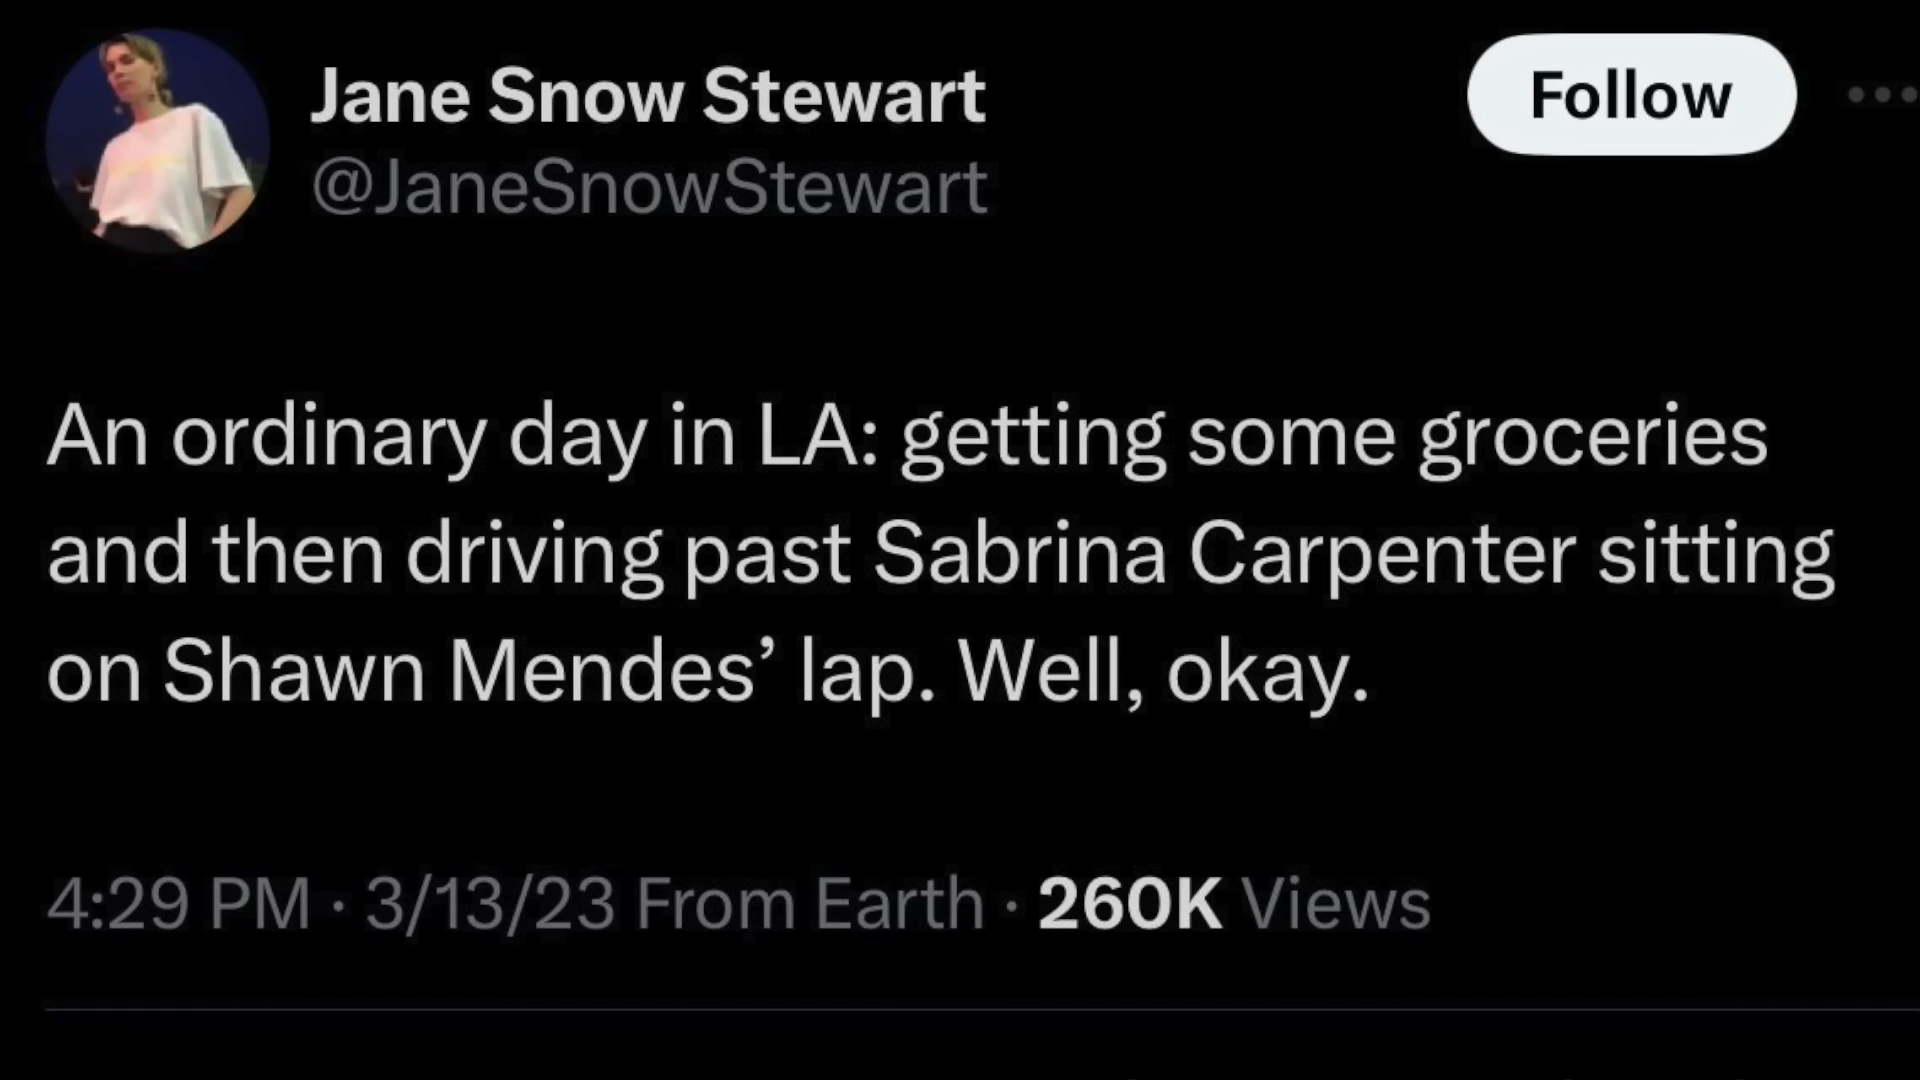 Jane Snow Stewart
Follow
@JaneSnowStewart
An ordinary day in LA: getting some groceries
and then driving past Sabrina Carpenter sitting
on Shawn Mendes’ lap. Well, okay.
4:29 PM · 3/13/23 From Earth · 260K Views